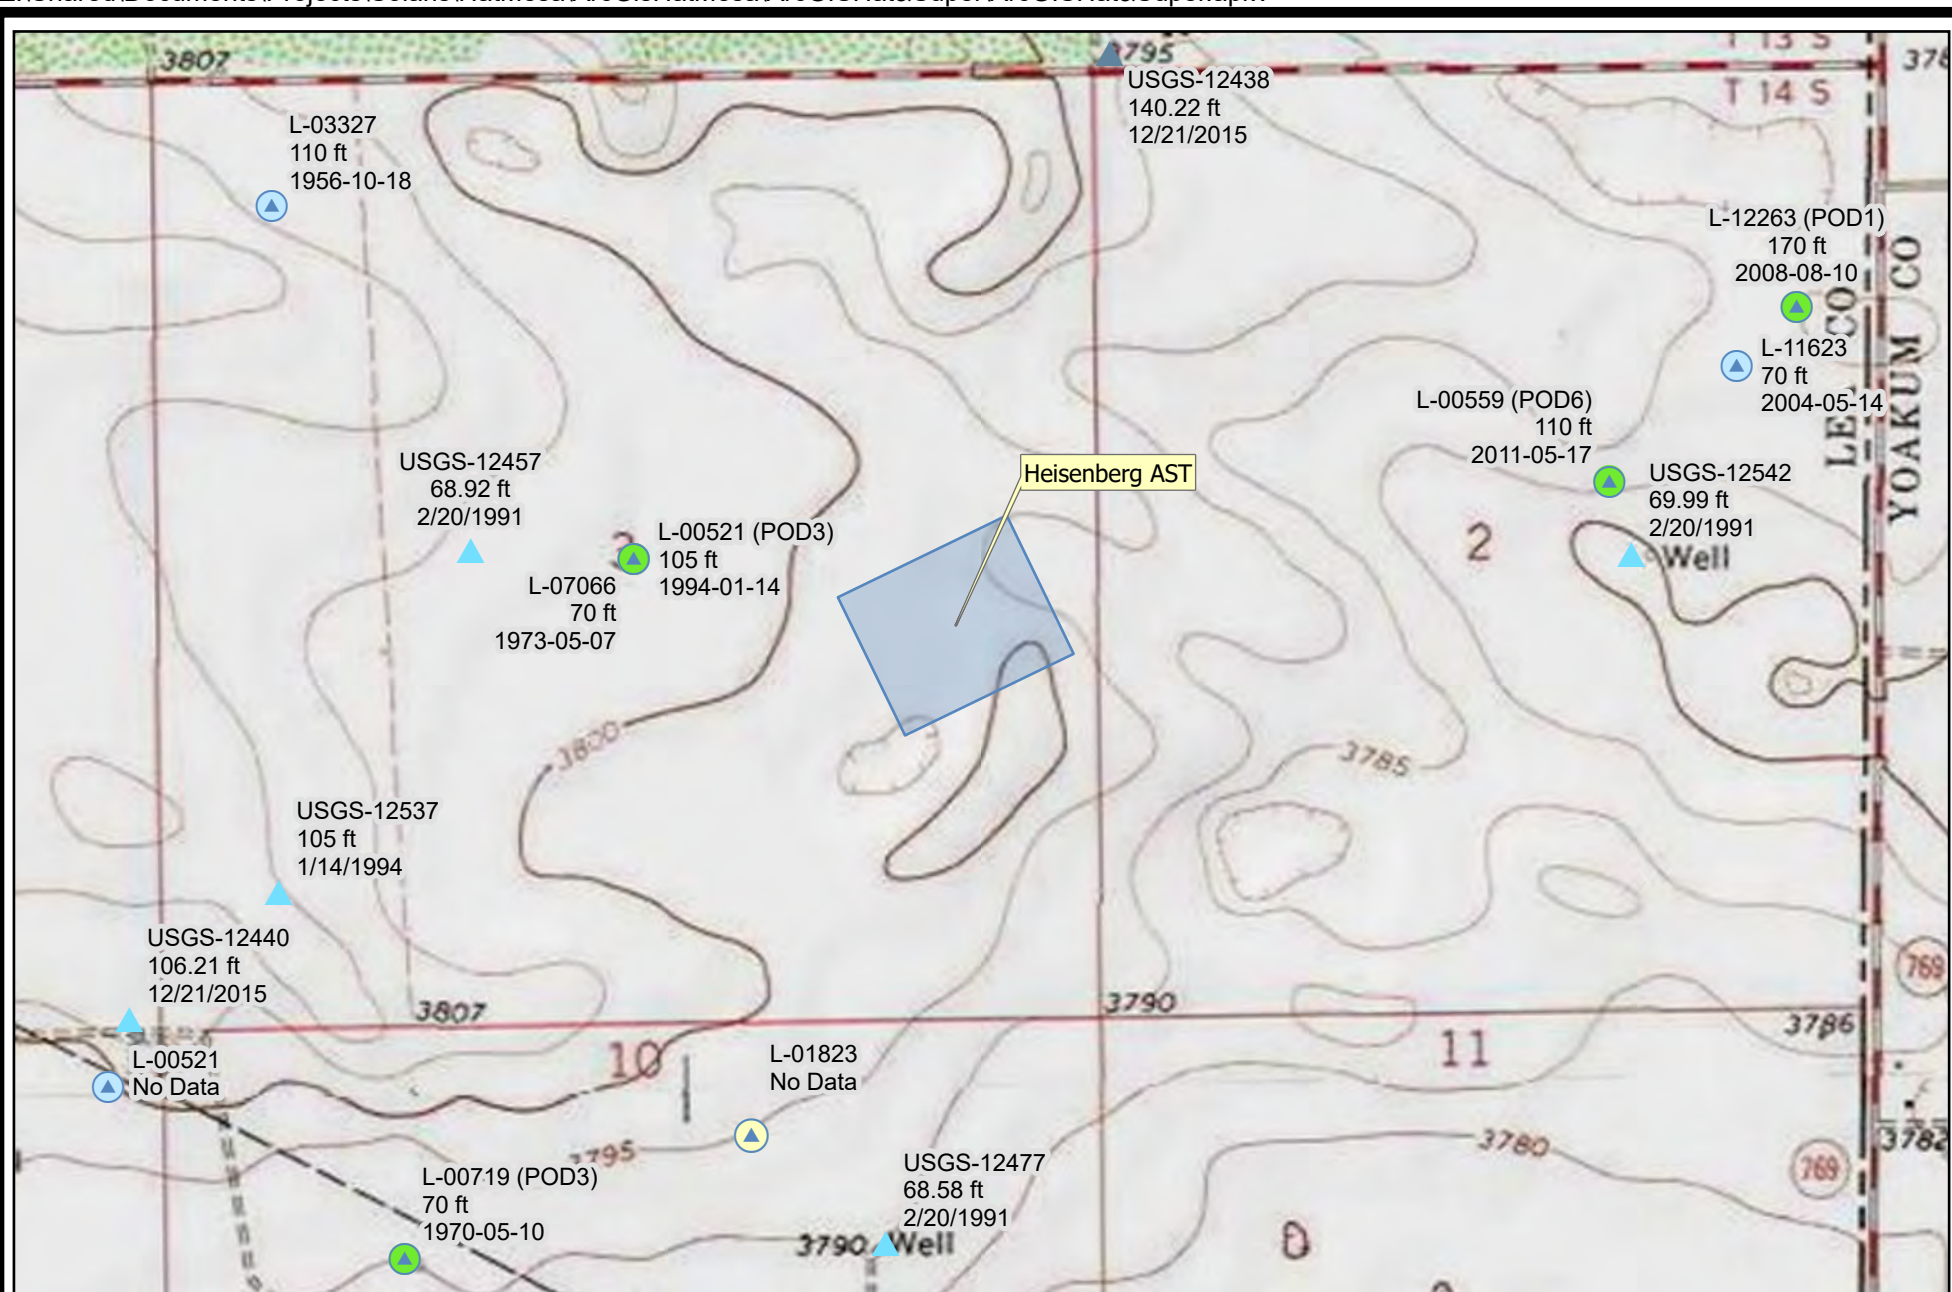 3807
3795
T 13 S
USGS-12438
140.22 ft
12/21/2015
T 14 S
L-03327
110 ft
1956-10-18
L-12263 (POD1)
170 ft
2008-08-10
L-11623
70 ft
2004-05-14
LEA CO
YOAKUM CO
L-00559 (POD6)
110 ft
2011-05-17
USGS-12457
68.92 ft
2/20/1991
Heisenberg AST
USGS-12542
69.99 ft
2/20/1991
Well
2
L-00521 (POD3)
105 ft
1994-01-14
3
L-07066
70 ft
1973-05-07
3800
3785
USGS-12537
105 ft
1/14/1994
USGS-12440
106.21 ft
12/21/2015
769
3807
3790
3786
L-00521
No Data
10
L-01823
No Data
11
3795
3780
3782
769
L-00719 (POD3)
70 ft
1970-05-10
USGS-12477
68.58 ft
2/20/1991
3790 Well